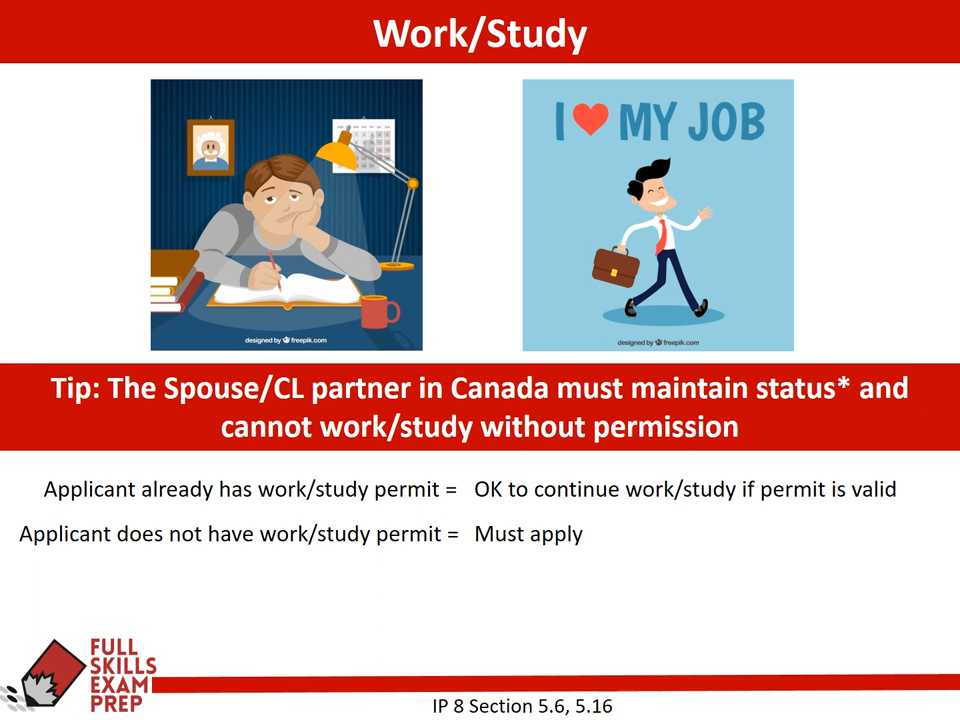 Work/Study
I ❤ MY JOB
designed by freepik.com
designed by freepik.com
Tip: The Spouse/CL partner in Canada must maintain status* and
cannot work/study without permission
Applicant already has work/study permit = OK to continue work/study if permit is valid
Applicant does not have work/study permit = Must apply
FULL
SKILLS
EXAM
PREP
IP 8 Section 5.6, 5.16